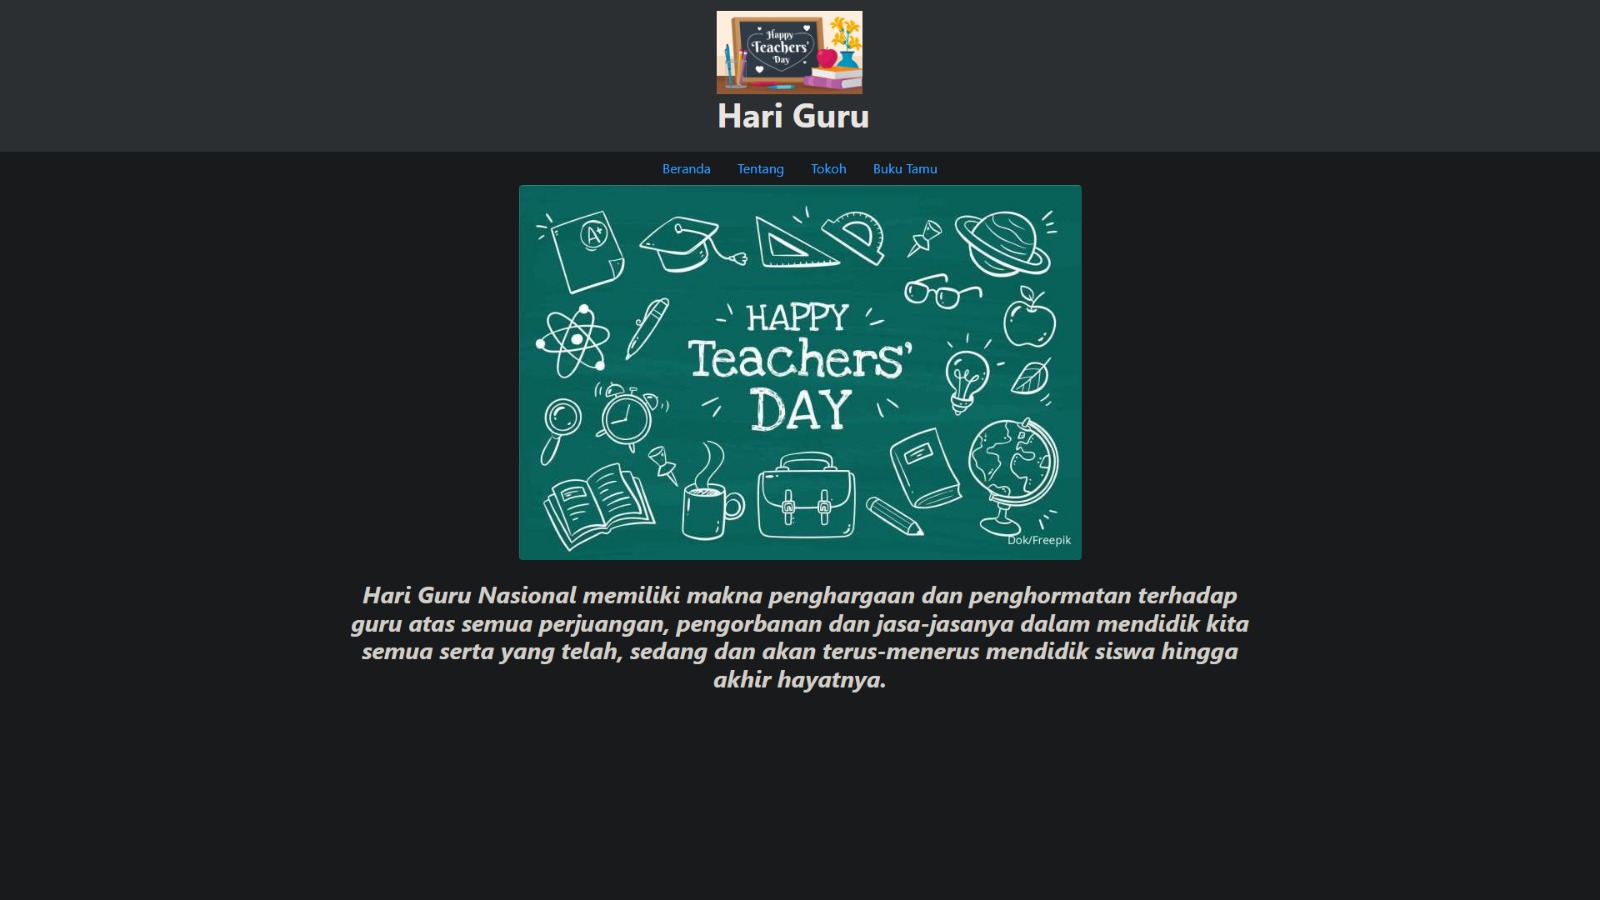 Happy
Teachers'
Day
Hari Guru
Beranda Tentang Tokoh Buku Tamu
A+
HAPPY
Teachers'
DAY
Dok/Freepik
Hari Guru Nasional memiliki makna penghargaan dan penghormatan terhadap
guru atas semua perjuangan, pengorbanan dan jasa-jasanya dalam mendidik kita
semua serta yang telah, sedang dan akan terus-menerus mendidik siswa hingga
akhir hayatnya.